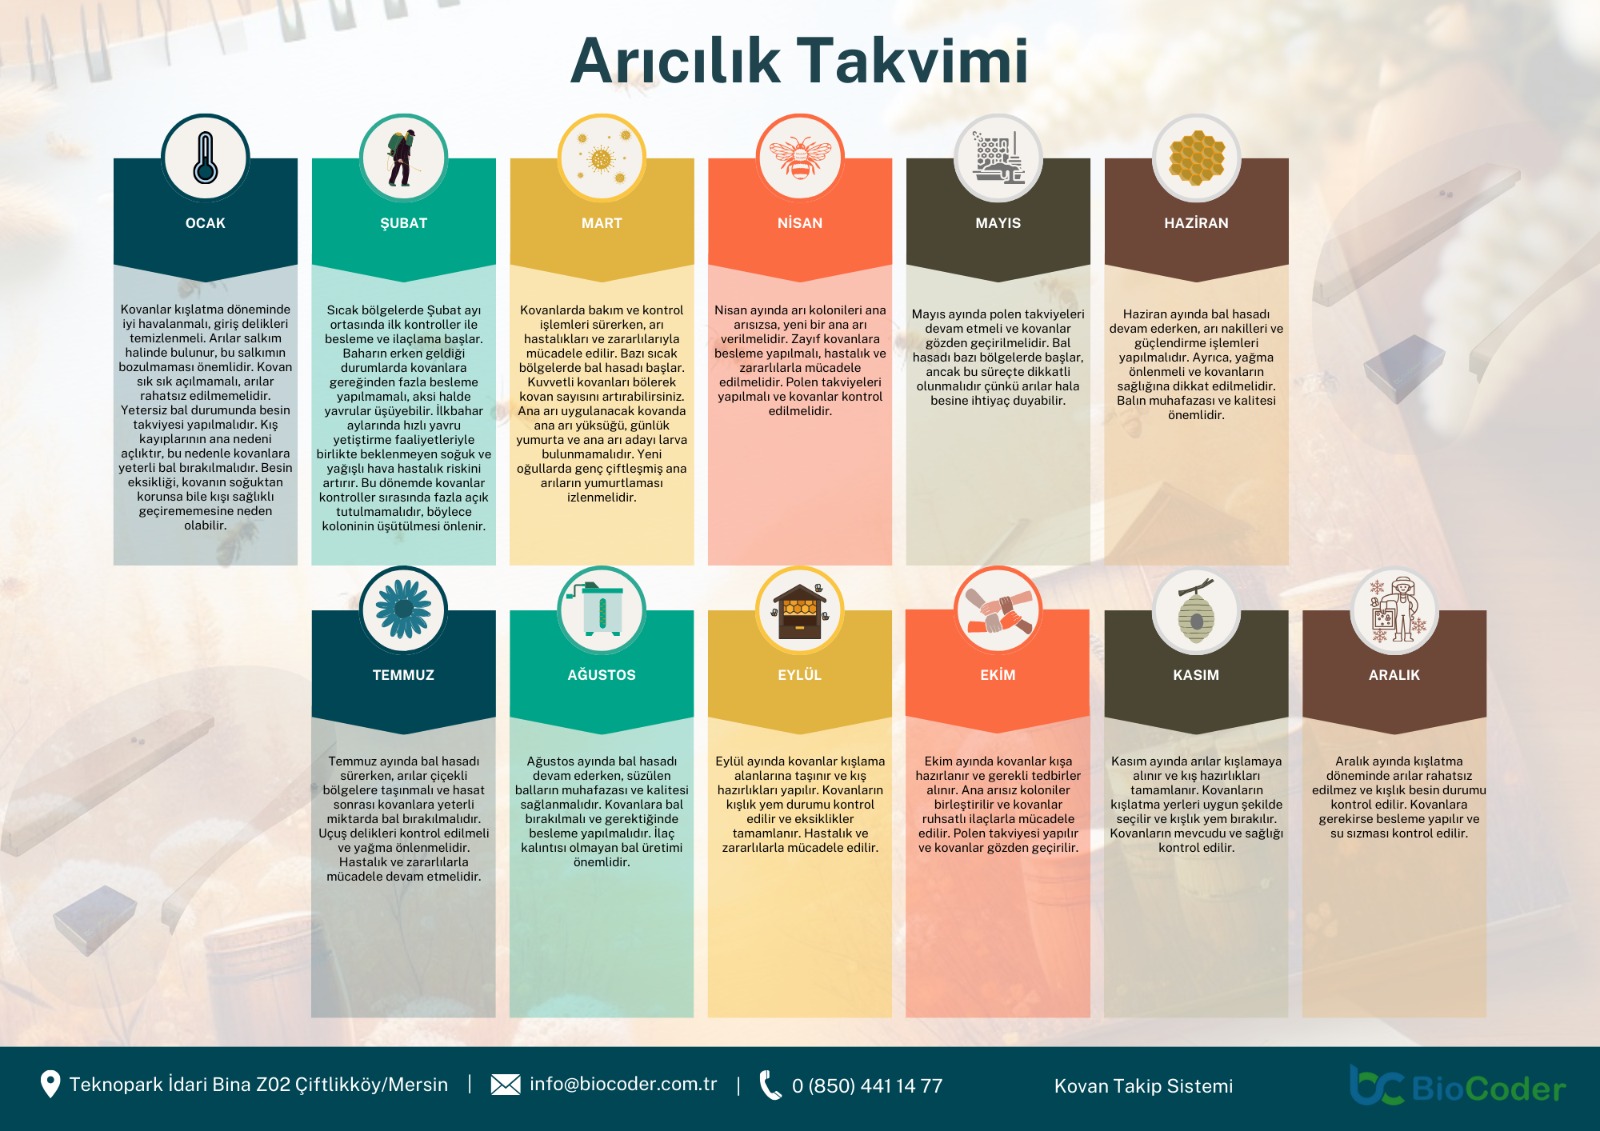 Arıcılık Takvimi
OCAK
Kovanlar kışlatma döneminde
iyi havalanmalı, giriş delikleri
temizlenmeli. Arılar salkım
halinde bulunur, bu salkımın
bozulmaması önemlidir. Kovan
sık sık açılmamalı, arılar
rahatsız edilmemelidir.
Yetersiz bal durumunda besin
takviyesi yapılmalıdır. Kış
kayıplarının ana nedeni
açlıktır, bu nedenle kovanlara
yeterli bal bırakılmalıdır. Besin
eksikliği, kovanın soğuktan
korunsa bile kışı sağlıklı
geçirememesine neden
olabilir.
ŞUBAT
Sıcak bölgelerde Şubat ayı
ortasında ilk kontroller ile
besleme ve ilaçlama başlar.
Baharın erken geldiği
durumlarda kovanlara
gereğinden fazla besleme
yapılmamalı, aksi halde
yavrular üşüyebilir. İlkbahar
aylarında hızlı yavru
yetiştirme faaliyetleriyle
birlikte beklenmeyen soğuk ve
yağışlı hava hastalık riskini
artırır. Bu dönemde kovanlar
kontroller sırasında fazla açık
tutulmamalıdır, böylece
koloninin üşütülmesi önlenir.
MART
Kovanlarda bakım ve kontrol
işlemleri sürerken, arı
hastalıkları ve zararlılarıyla
mücadele edilir. Bazı sıcak
bölgelerde bal hasadı başlar.
Kuvvetli kovanları bölerek
kovan sayısını artırabilirsiniz.
Ana arı uygulanacak kovanda
ana arı yüksüğü, günlük
yumurta ve ana arı adayı larva
bulunmamalıdır. Yeni
oğullarda genç çiftleşmiş ana
arıların yumurtlaması
izlenmelidir.
NİSAN
Nisan ayında arı kolonileri ana
arısızsa, yeni bir ana arı
verilmelidir. Zayıf kovanlara
besleme yapılmalı, hastalık ve
zararlılarla mücadele
edilmelidir. Polen takviyeleri
yapılmalı ve kovanlar kontrol
edilmelidir.
MAYIS
Mayıs ayında polen takviyeleri
devam etmeli ve kovanlar
gözden geçirilmelidir. Bal
hasadı bazı bölgelerde başlar,
ancak bu süreçte dikkatli
olunmalıdır çünkü arılar hala
besine ihtiyaç duyabilir.
HAZİRAN
Haziran ayında bal hasadı
devam ederken, arı nakilleri ve
güçlendirme işlemleri
yapılmalıdır. Ayrıca, yağma
önlenmeli ve kovanların
sağlığına dikkat edilmelidir.
Balın muhafazası ve kalitesi
önemlidir.
TEMMUZ
Temmuz ayında bal hasadı
sürerken, arılar çiçekli
bölgelere taşınmalı ve hasat
sonrası kovanlara yeterli
miktarda bal bırakılmalıdır.
Uçuş delikleri kontrol edilmeli
ve yağma önlenmelidir.
Hastalık ve zararlılarla
mücadele devam etmelidir.
AĞUSTOS
Ağustos ayında bal hasadı
devam ederken, süzülen
balların muhafazası ve kalitesi
sağlanmalıdır. Kovanlara bal
bırakılmalı ve gerektiğinde
besleme yapılmalıdır. İlaç
kalıntısı olmayan bal üretimi
önemlidir.
EYLÜL
Eylül ayında kovanlar kışlama
alanlarına taşınır ve kış
hazırlıkları yapılır. Kovanların
kışlık yem durumu kontrol
edilir ve eksiklikler
tamamlanır. Hastalık ve
zararlılarla mücadele edilir.
EKİM
Ekim ayında kovanlar kışa
hazırlanır ve gerekli tedbirler
alınır. Ana arısız koloniler
birleştirilir ve kovanlar
ruhsatlı ilaçlarla mücadele
edilir. Polen takviyesi yapılır
ve kovanlar gözden geçirilir.
KASIM
Kasım ayında arılar kışlamaya
alınır ve kış hazırlıkları
tamamlanır. Kovanların
kışlatma yerleri uygun şekilde
seçilir ve kışlık yem bırakılır.
Kovanların mevcudu ve sağlığı
kontrol edilir.
ARALIK
Aralık ayında kışlatma
döneminde arılar rahatsız
edilmez ve kışlık besin durumu
kontrol edilir. Kovanlara
gerekirse besleme yapılır ve
su sızması kontrol edilir.
Teknopark İdari Bina Z02 Çiftlikköy/Mersin | info@biocoder.com.tr | 0 (850) 441 14 77 Kovan Takip Sistemi BioCoder